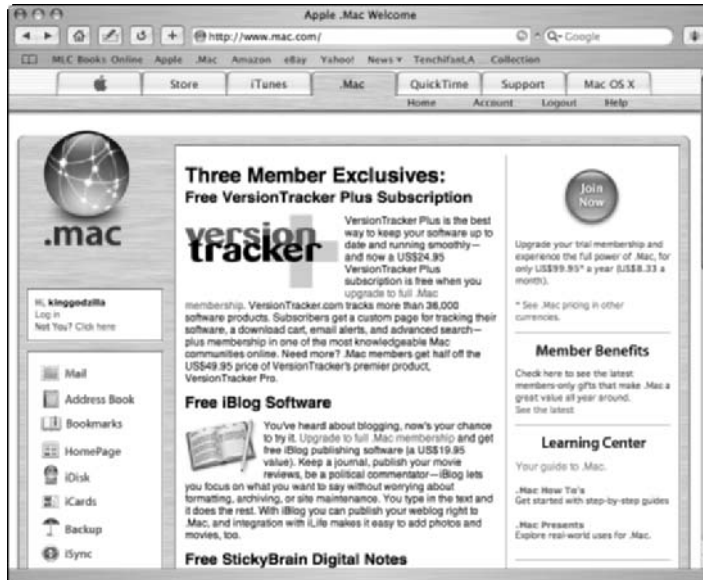 Apple .Mac Welcome
http://www.mac.com/
Google
MLC Books Online Apple .Mac Amazon eBay Yahoo! News TenchifanLA Collection
Store iTunes .Mac QuickTime Support Mac OS X
Home Account Logout Help
.mac
Hi, kinggodzilla
Log in
Not You? Click here
Mail
Address Book
Bookmarks
HomePage
iDisk
iCards
Backup
iSync
Three Member Exclusives:
Free VersionTracker Plus Subscription
version
tracker
VersionTracker Plus is the best
way to keep your software up to
date and running smoothly—
and now a US$24.95
VersionTracker Plus
subscription is free when you
upgrade to full .Mac
membership. VersionTracker.com tracks more than 36,000
software products. Subscribers get a custom page for tracking their
software, a download cart, email alerts, and advanced search—
plus membership in one of the most knowledgeable Mac
communities online. Need more? .Mac members get half off the
US$49.95 price of VersionTracker's premier product,
VersionTracker Pro.
Free iBlog Software
You've heard about blogging, now's your chance
to try it. Upgrade to full .Mac membership and get
free iBlog publishing software (a US$19.95
value). Keep a journal, publish your movie
reviews, be a political commentator—iBlog lets
you focus on what you want to say without worrying about
formatting, archiving, or site maintenance. You type in the text and
it does the rest. With iBlog you can publish your weblog right to
.Mac, and integration with iLife makes it easy to add photos and
movies, too.
Free StickyBrain Digital Notes
Join
Now
Upgrade your trial membership and
experience the full power of .Mac, for
only US$99.95* a year (US$8.33 a
month).
* See .Mac pricing in other
currencies.
Member Benefits
Check here to see the latest
members-only gifts that make .Mac a
great value all year around.
See the latest
Learning Center
Your guide to .Mac.
.Mac How To's
Get started with step-by-step guides
.Mac Presents
Explore real-world uses for .Mac.